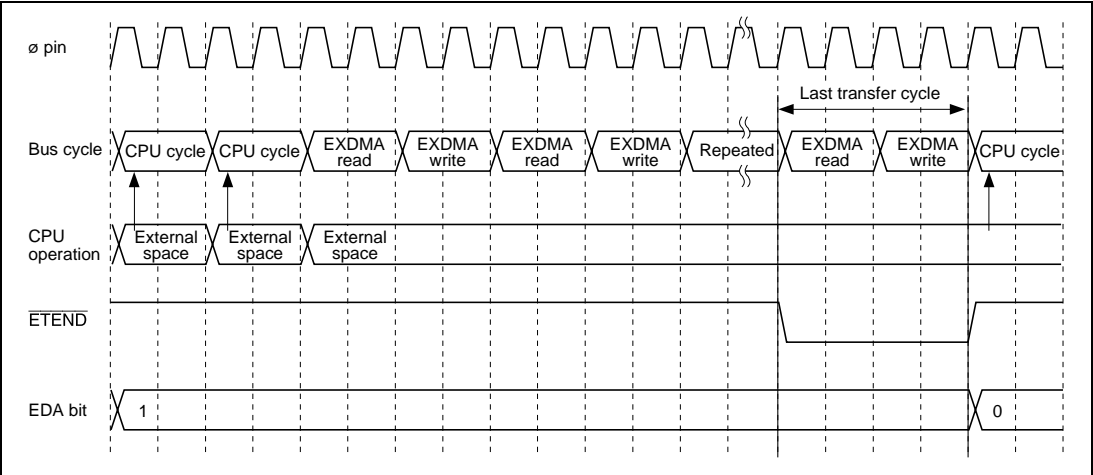 ø pin
Last transfer cycle
Bus cycle
CPU cycle
CPU cycle
EXDMA
read
EXDMA
write
EXDMA
read
EXDMA
write
Repeated
EXDMA
read
EXDMA
write
CPU cycle
CPU
operation
External
space
External
space
External
space
ETEND
EDA bit
1
0